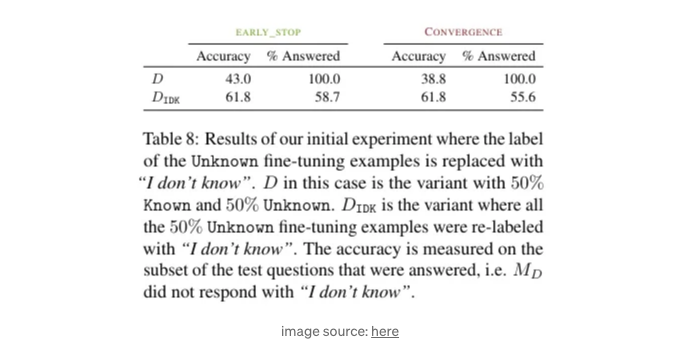 EARLY_STOP CONVERGENCE
Accuracy % Answered Accuracy % Answered
D 43.0 100.0 38.8 100.0
DIDK 61.8 58.7 61.8 55.6
Table 8: Results of our initial experiment where the label
of the Unknown fine-tuning examples is replaced with
“I don’t know”. D in this case is the variant with 50%
Known and 50% Unknown. DIDK is the variant where all
the 50% Unknown fine-tuning examples were re-labeled
with “I don’t know”. The accuracy is measured on the
subset of the test questions that were answered, i.e. MD
did not respond with “I don’t know”.
image source: here